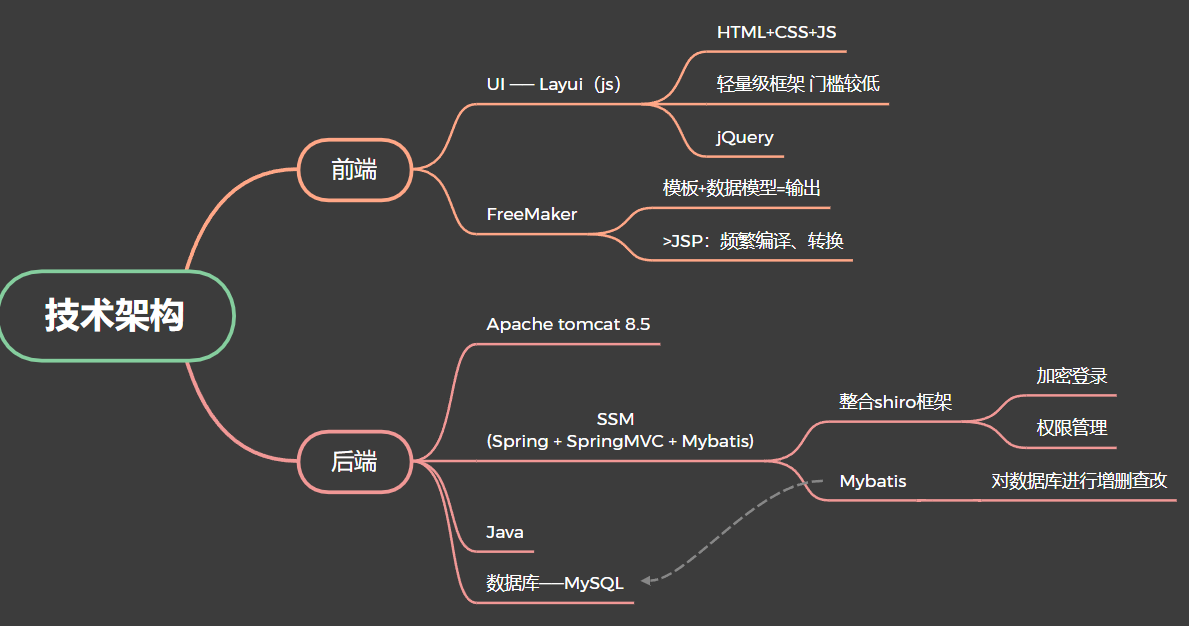 技术架构
前端
UI —— Layui（js）
HTML+CSS+JS
轻量级框架 门槛较低
jQuery
FreeMaker
模板+数据模型=输出
>JSP：频繁编译、转换
后端
Apache tomcat 8.5
SSM
(Spring + SpringMVC + Mybatis)
整合shiro框架
加密登录
权限管理
Mybatis
对数据库进行增删查改
Java
数据库——MySQL